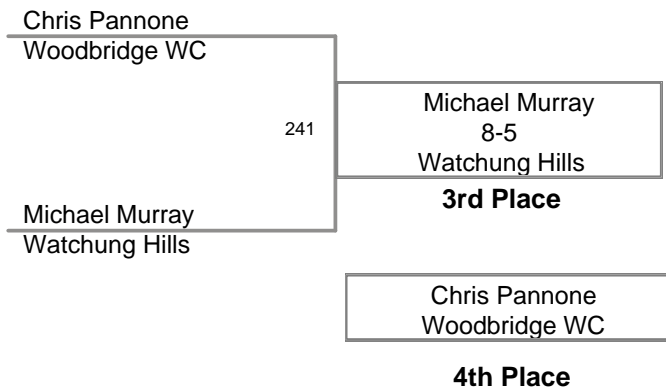 Chris Pannone
Woodbridge WC
241
Michael Murray
8-5
Watchung Hills
3rd Place
Michael Murray
Watchung Hills
Chris Pannone
Woodbridge WC
4th Place